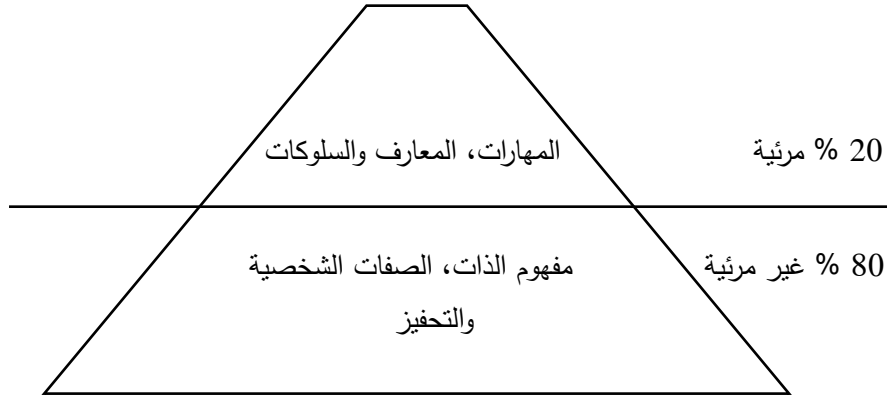 20 % مرئية
المهارات، المعارف والسلوكات
80 % غير مرئية
مفهوم الذات، الصفات الشخصية
والتحفيز